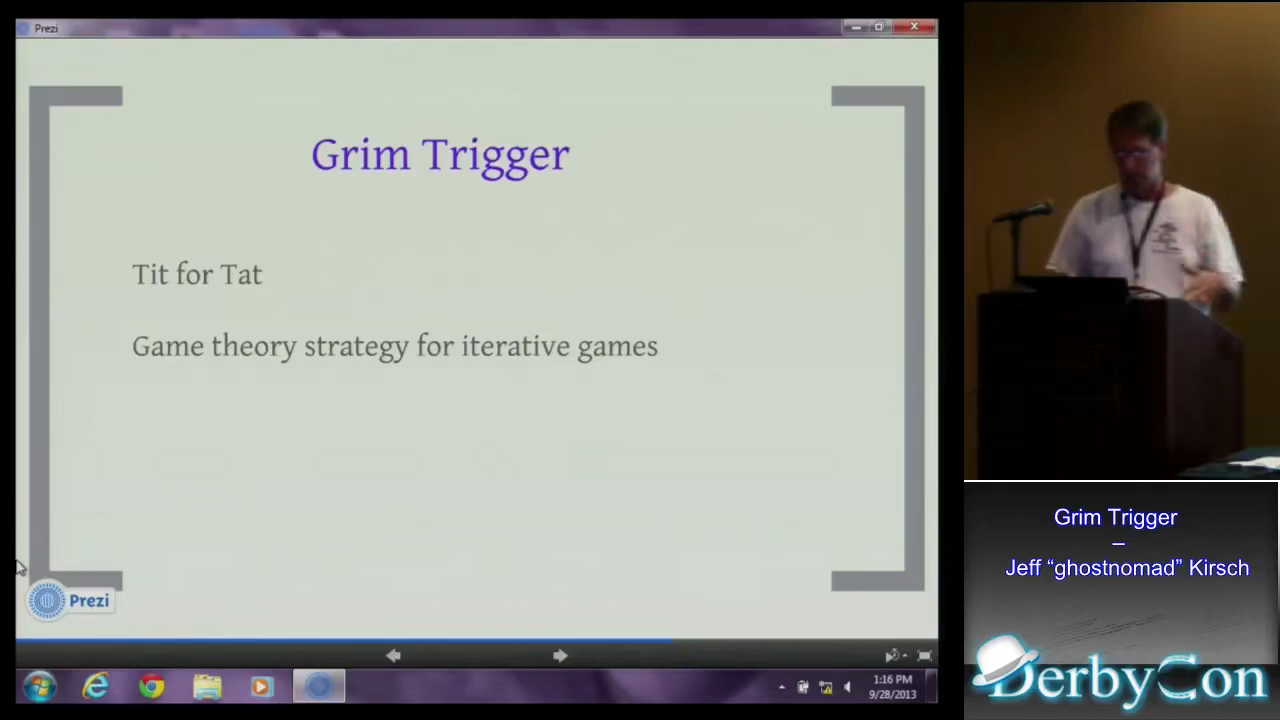 Prezi
Grim Trigger
Tit for Tat
Game theory strategy for iterative games
Prezi
1:16 PM
9/28/2013
Grim Trigger
–
Jeff "ghostnomad" Kirsch
DerbyCon